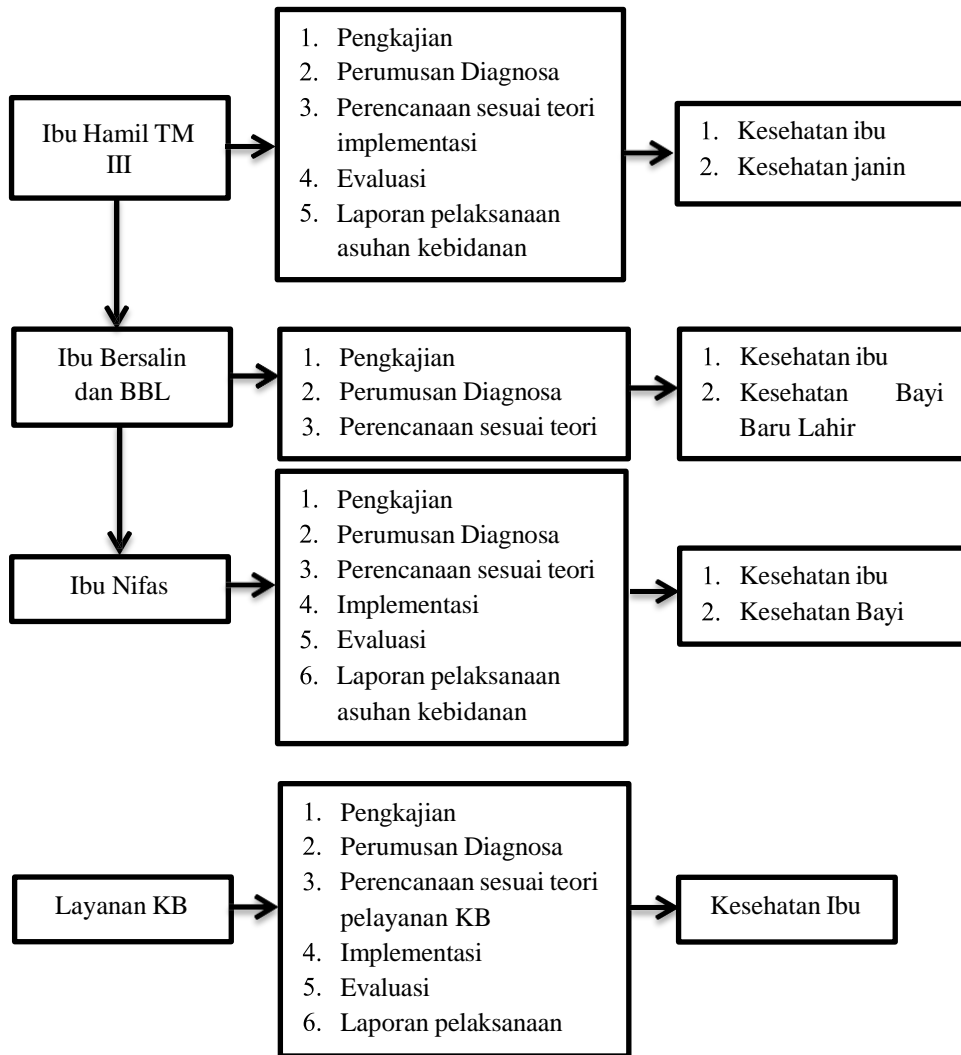 Ibu Hamil TM
III
1. Pengkajian
2. Perumusan Diagnosa
3. Perencanaan sesuai teori
implementasi
4. Evaluasi
5. Laporan pelaksanaan
asuhan kebidanan
1. Kesehatan ibu
2. Kesehatan janin
Ibu Bersalin
dan BBL
1. Pengkajian
2. Perumusan Diagnosa
3. Perencanaan sesuai teori
1. Kesehatan ibu
2. Kesehatan Bayi
Baru Lahir
Ibu Nifas
1. Pengkajian
2. Perumusan Diagnosa
3. Perencanaan sesuai teori
4. Implementasi
5. Evaluasi
6. Laporan pelaksanaan
asuhan kebidanan
1. Kesehatan ibu
2. Kesehatan Bayi
Layanan KB
1. Pengkajian
2. Perumusan Diagnosa
3. Perencanaan sesuai teori
pelayanan KB
4. Implementasi
5. Evaluasi
6. Laporan pelaksanaan
Kesehatan Ibu